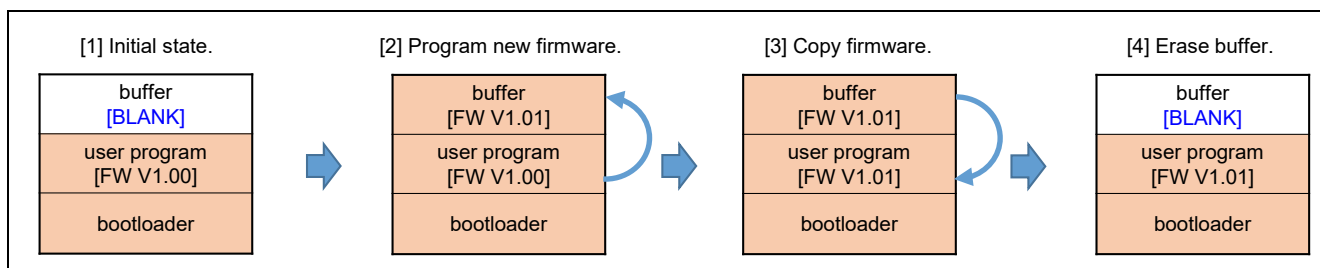 [1] Initial state.
buffer
[BLANK]
user program
[FW V1.00]
bootloader
[2] Program new firmware.
buffer
[FW V1.01]
user program
[FW V1.00]
bootloader
[3] Copy firmware.
buffer
[FW V1.01]
user program
[FW V1.01]
bootloader
[4] Erase buffer.
buffer
[BLANK]
user program
[FW V1.01]
bootloader